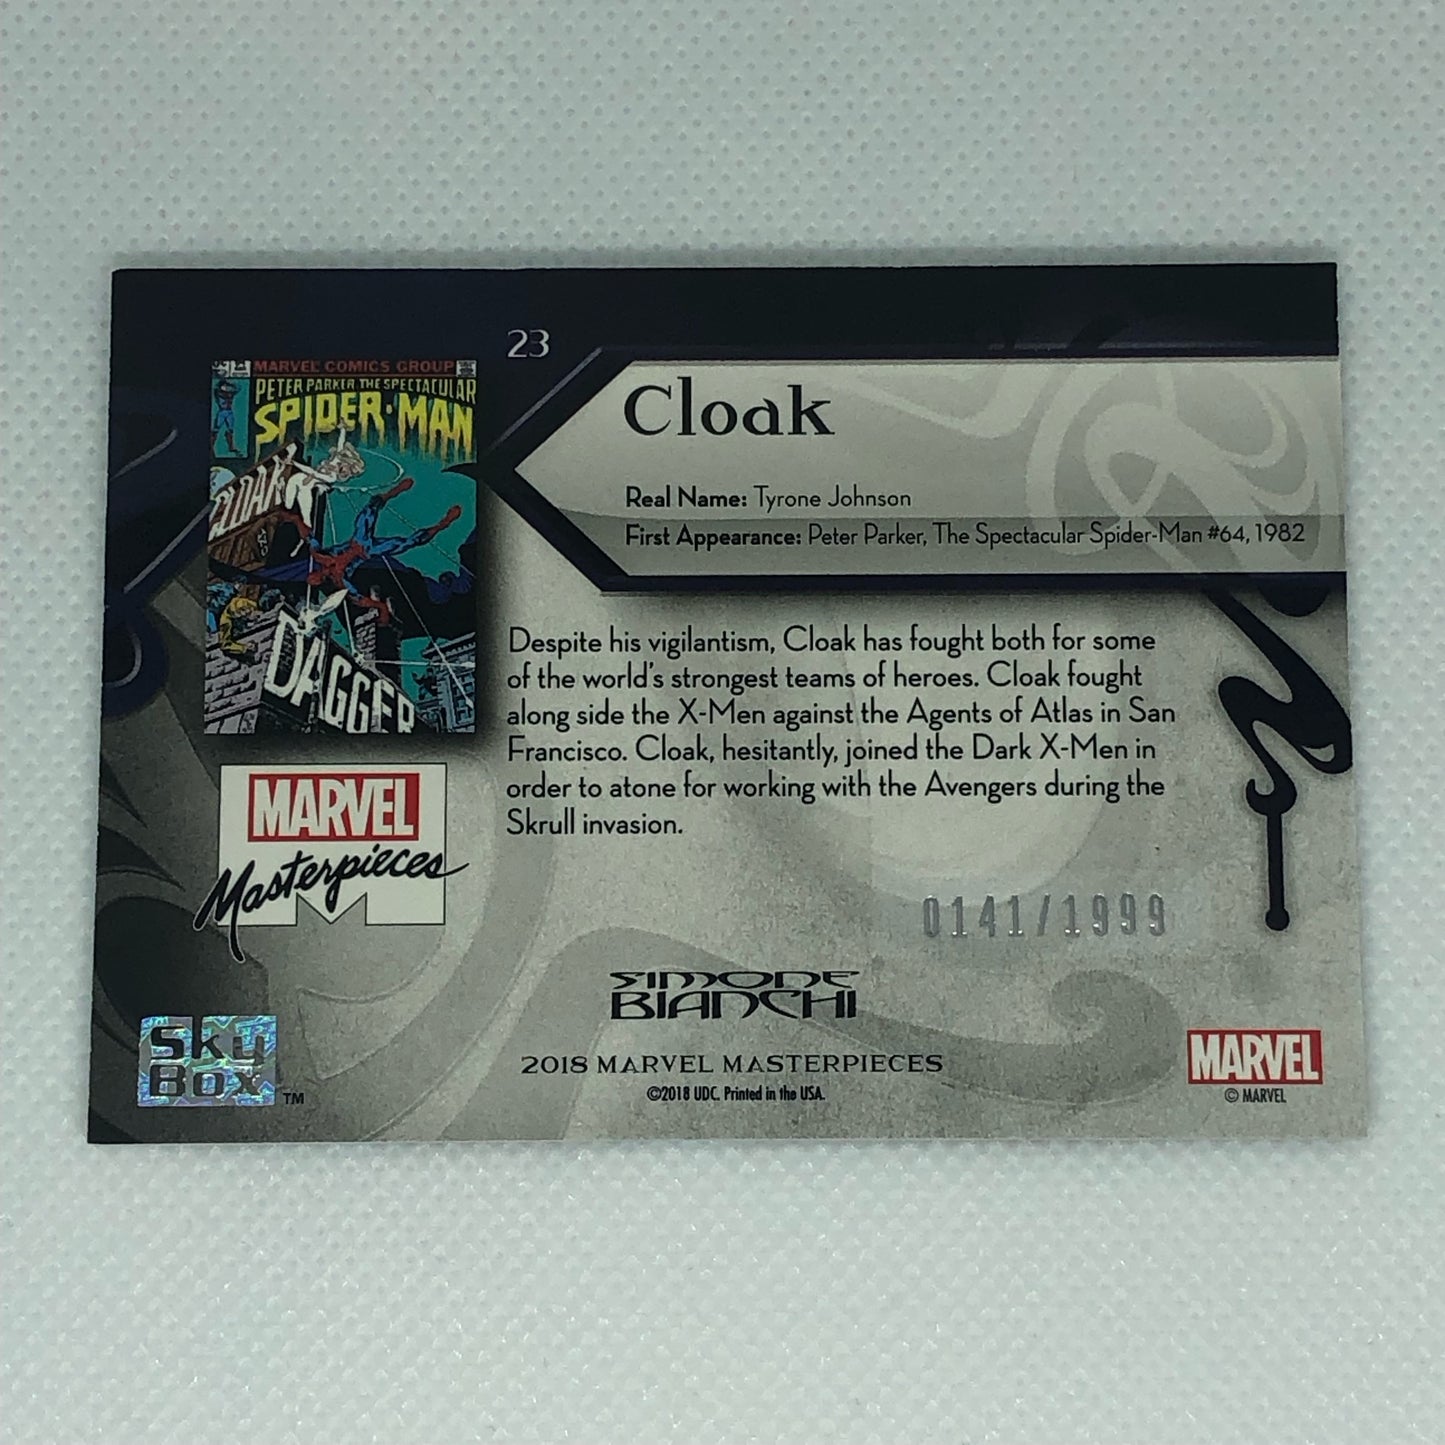 23
MARVEL COMICS GROUP
PETER PARKER THE SPECTACULAR
SPIDER-MAN
CLOAK
DAGGER
Cloak
Real Name: Tyrone Johnson
First Appearance: Peter Parker, The Spectacular Spider-Man #64, 1982
Despite his vigilantism, Cloak has fought both for some
of the world's strongest teams of heroes. Cloak fought
along side the X-Men against the Agents of Atlas in San
Francisco. Cloak, hesitantly, joined the Dark X-Men in
order to atone for working with the Avengers during the
Skrull invasion.
MARVEL
Masterpieces
0141/1999
SIMONE
BIANCHI
2018 MARVEL MASTERPIECES
©2018 UDC. Printed in the USA.
Sky
Box ™
MARVEL
© MARVEL